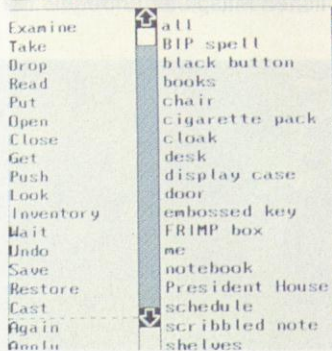 Examine
Take
Drop
Read
Put
Open
Close
Get
Push
Look
Inventory
Wait
Undo
Save
Restore
Cast
Again
Apply
all
BIP spell
black button
books
chair
cigarette pack
cloak
desk
display case
door
embossed key
FRIMP box
me
notebook
President House
schedule
scribbled note
shelves